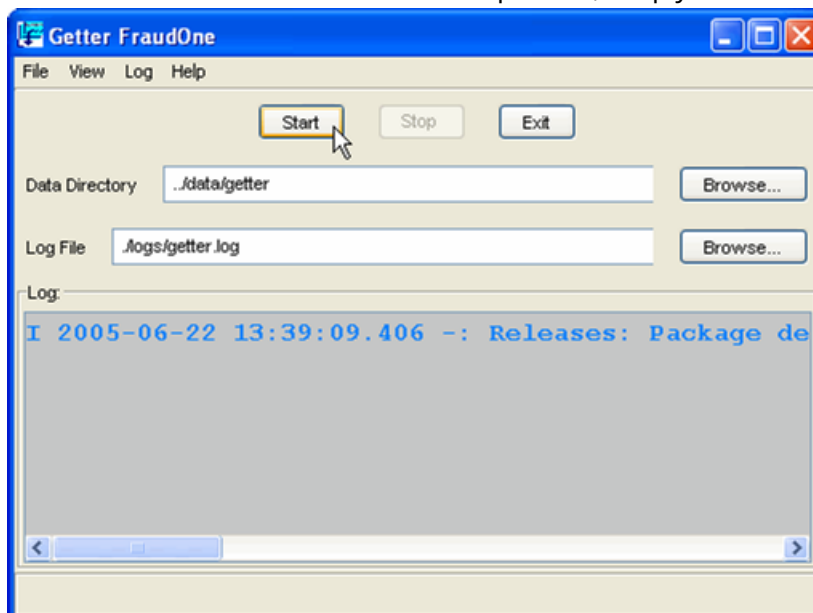 Getter FraudOne
File View Log Help
Start Stop Exit
Data Directory ../data/getter Browse...
Log File ./logs/getter.log Browse...
Log:
I 2005-06-22 13:39:09.406 -: Releases: Package de